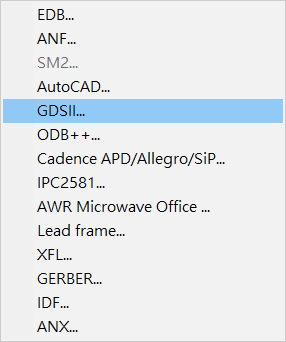 EDB...
ANF...
SM2...
AutoCAD...
GDSII...
ODB++...
Cadence APD/Allegro/SiP...
IPC2581...
AWR Microwave Office ...
Lead frame...
XFL...
GERBER...
IDF...
ANX...